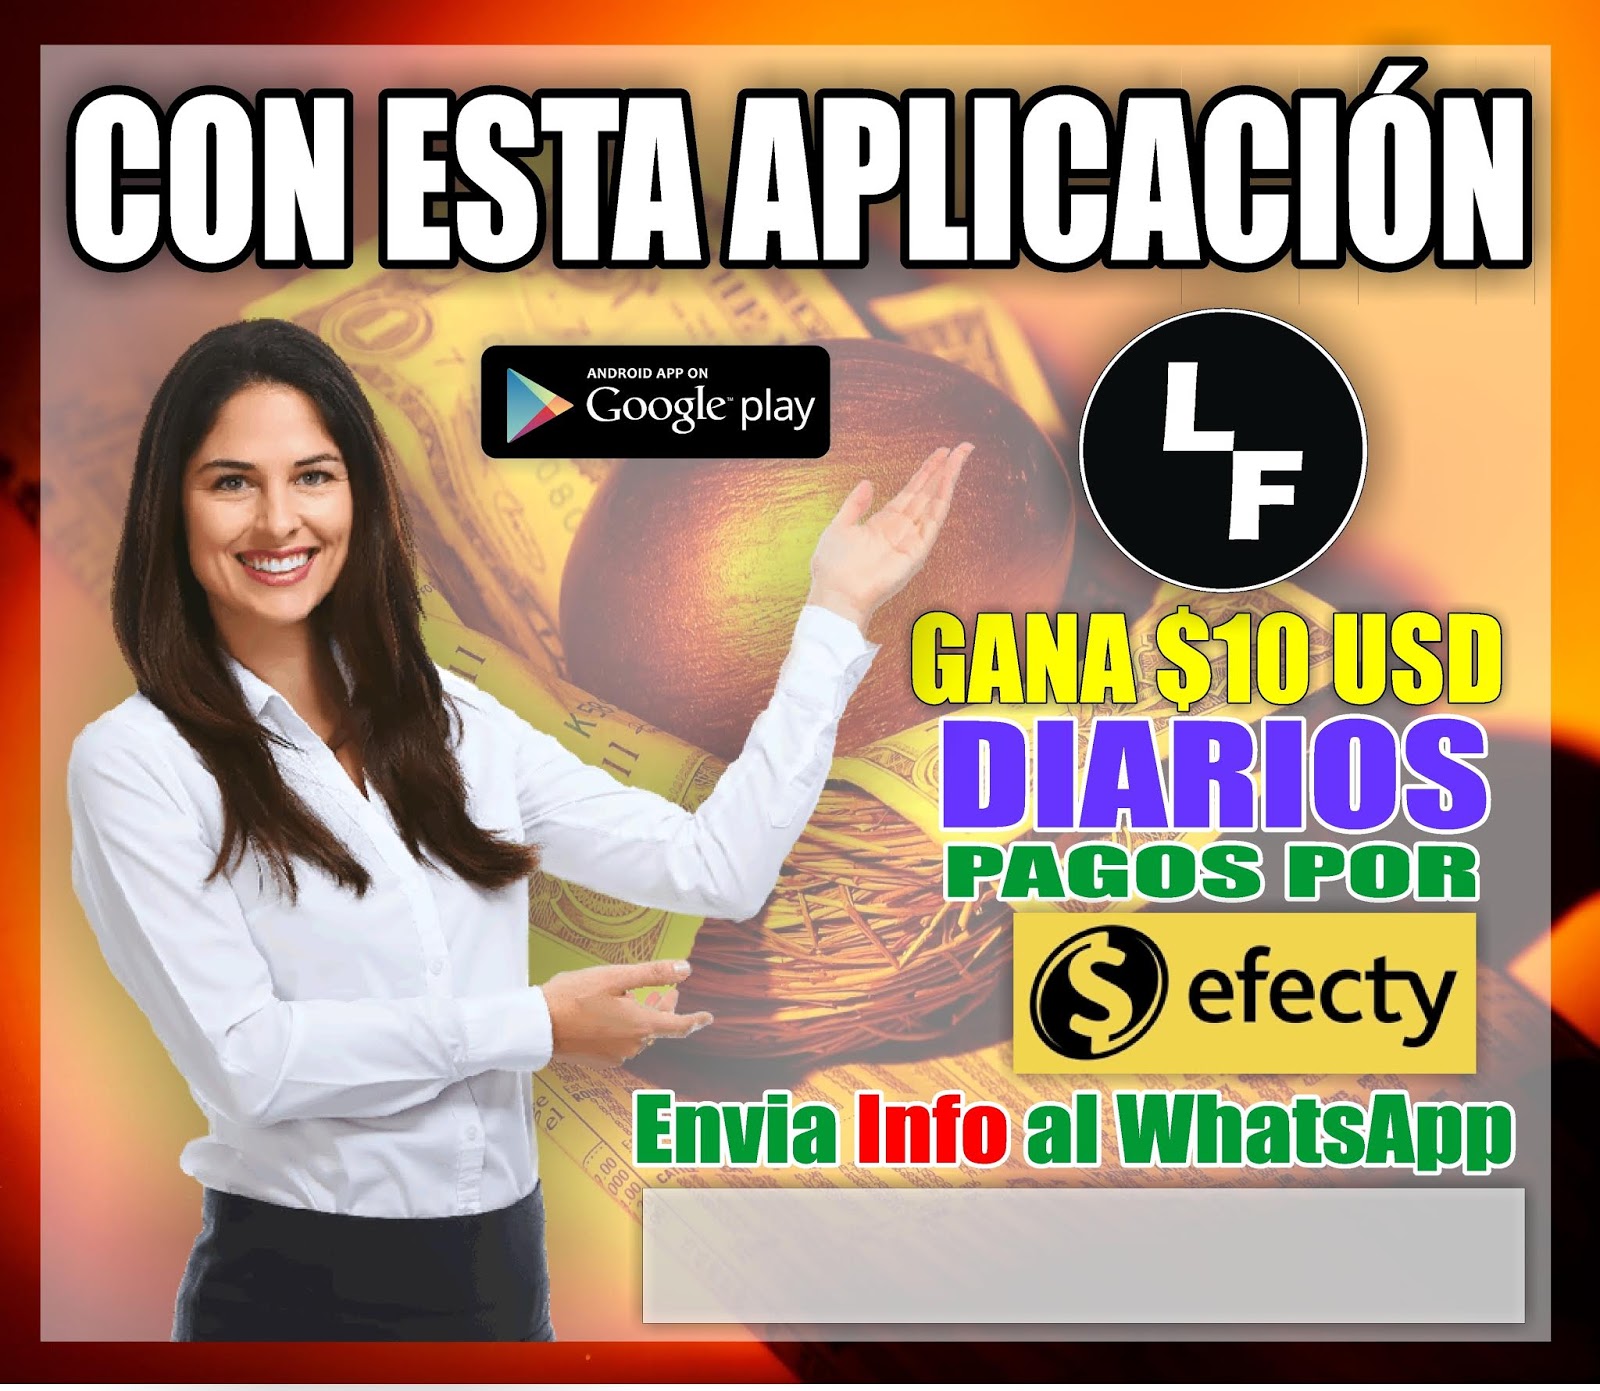 CON ESTA APLICACIÓN
ANDROID APP ON
Google play
L
F
GANA $10 USD
DIARIOS
PAGOS POR
$ efecty
Envia Info al WhatsApp